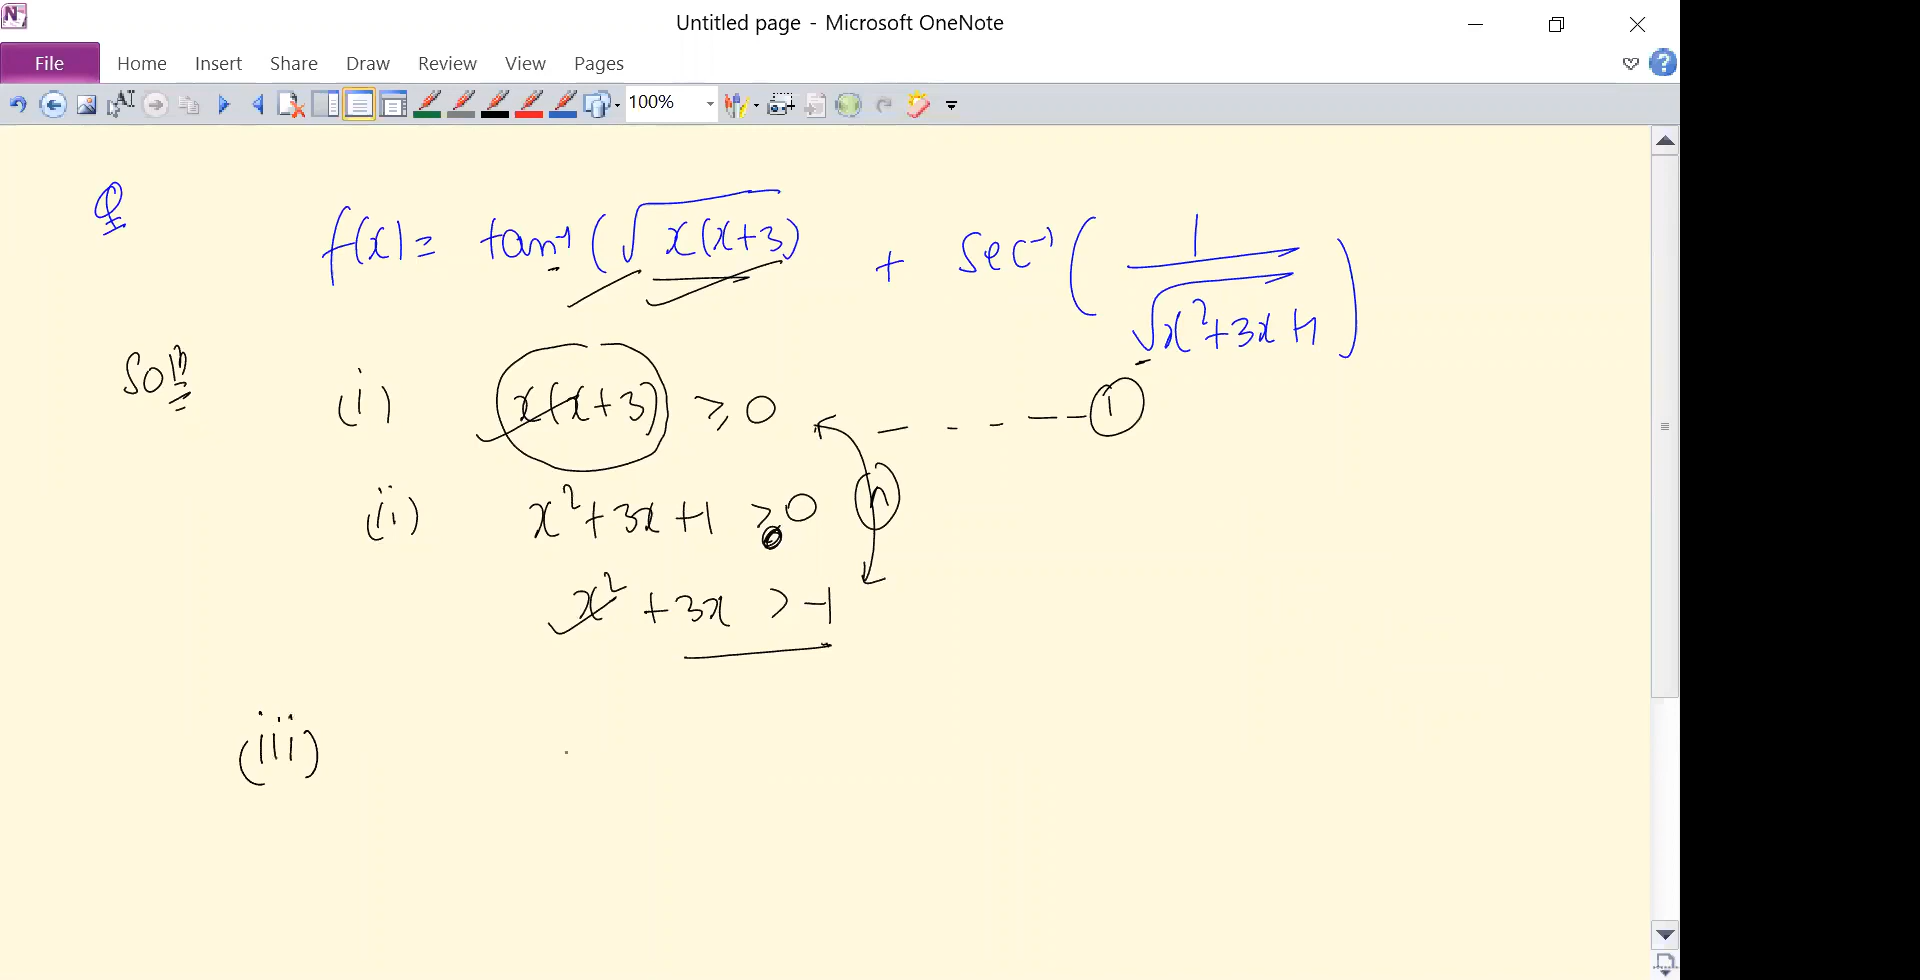 Untitled page - Microsoft OneNote
File Home Insert Share Draw Review View Pages
100%
Q
f(x) = tan⁻¹ (√x(x+3)) + sec⁻¹ (1/√x²+3x+1)
Solⁿ
(i) x(x+3) ≥ 0 - - - - - ①
(ii) x²+3x+1 > 0 ∩
x² + 3x > -1
(iii)